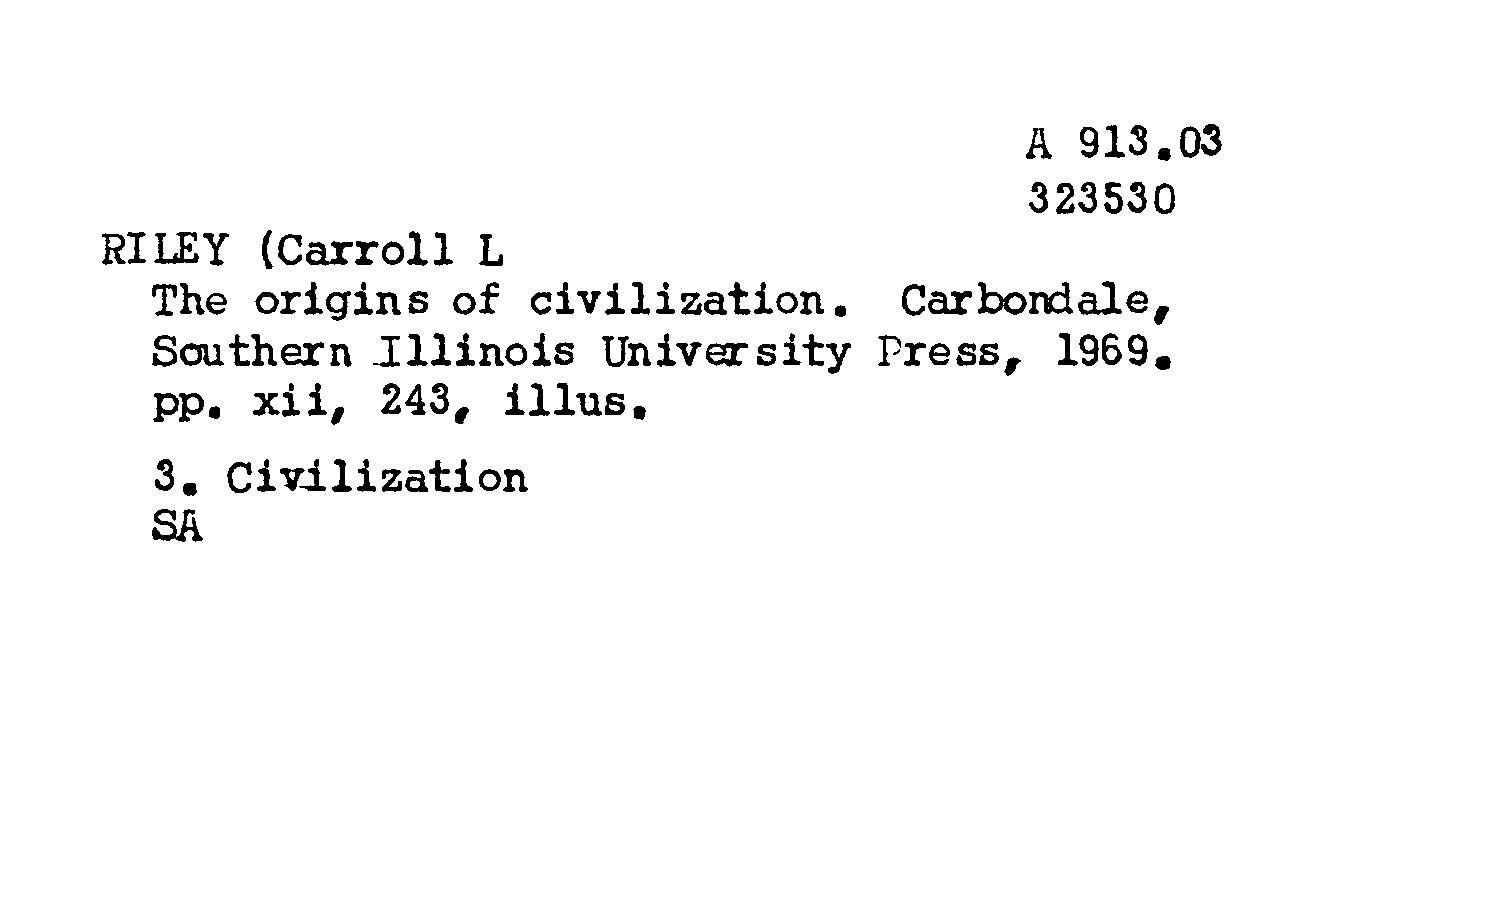 A 913.03
323530
RILEY (Carroll L
The origins of civilization. Carbondale,
Southern Illinois University Press, 1969.
pp. xii, 243, illus.
3. Civilization
SA